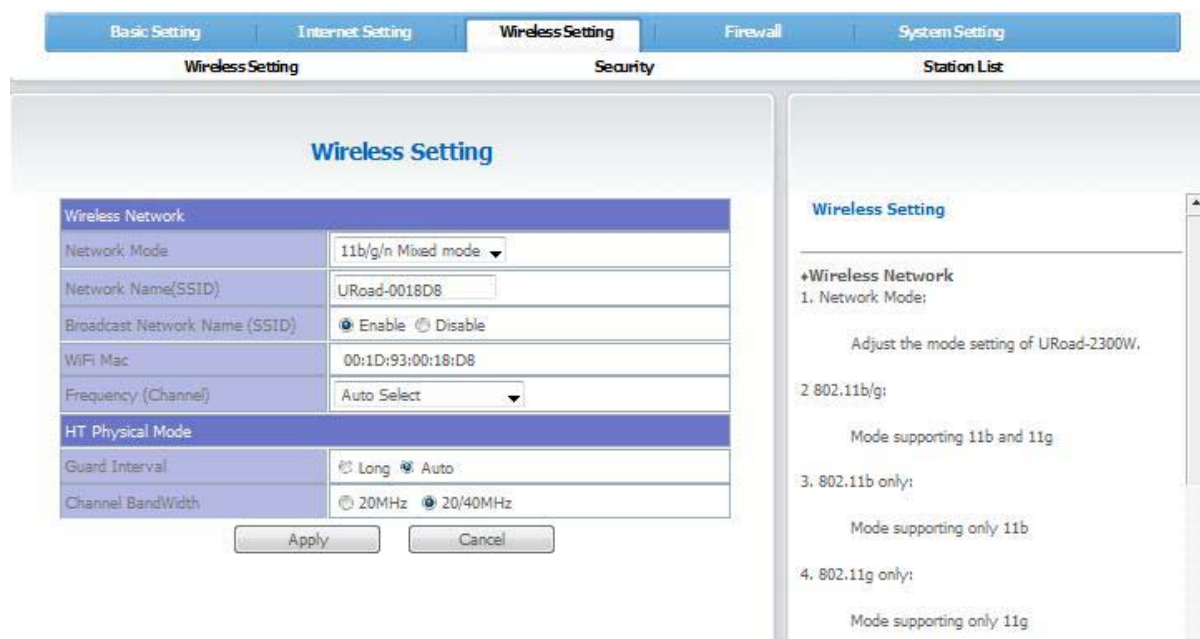 Basic Setting Internet Setting Wireless Setting Firewall System Setting
Wireless Setting Security Station List
Wireless Setting
Wireless Network
Network Mode 11b/g/n Mixed mode
Network Name(SSID) URoad-0018D8
Broadcast Network Name (SSID) Enable Disable
WiFi Mac 00:1D:93:00:18:D8
Frequency (Channel) Auto Select
HT Physical Mode
Guard Interval Long Auto
Channel BandWidth 20MHz 20/40MHz
Apply Cancel
Wireless Setting
+Wireless Network
1. Network Mode:
Adjust the mode setting of URoad-2300W.
2 802.11b/g:
Mode supporting 11b and 11g
3. 802.11b only:
Mode supporting only 11b
4. 802.11g only:
Mode supporting only 11g